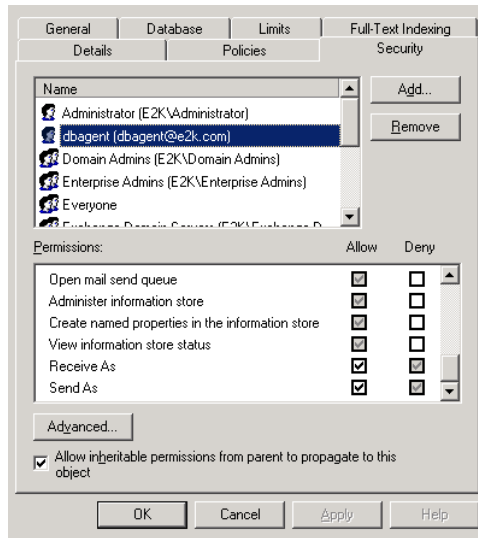 General Database Limits Full-Text Indexing
Details Policies Security
Name
Administrator (E2K\Administrator)
dbagent (dbagent@e2k.com)
Domain Admins (E2K\Domain Admins)
Enterprise Admins (E2K\Enterprise Admins)
Everyone
Add...
Remove
Permissions: Allow Deny
Open mail send queue
Administer information store
Create named properties in the information store
View information store status
Receive As
Send As
Advanced...
Allow inheritable permissions from parent to propagate to this
object
OK Cancel Apply Help